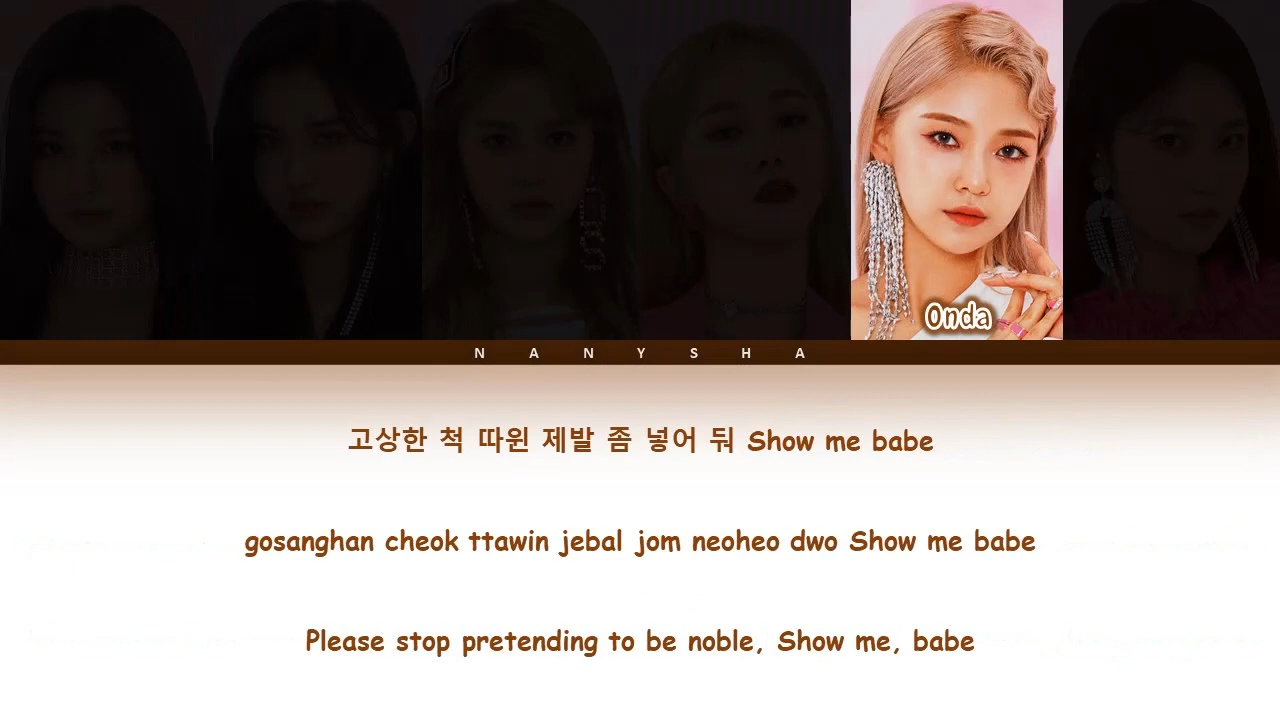 Onda
N A N Y S H A
고상한 척 따윈 제발 좀 넣어 둬 Show me babe
gosanghan cheok ttawin jebal jom neoheo dwo Show me babe
Please stop pretending to be noble, Show me, babe